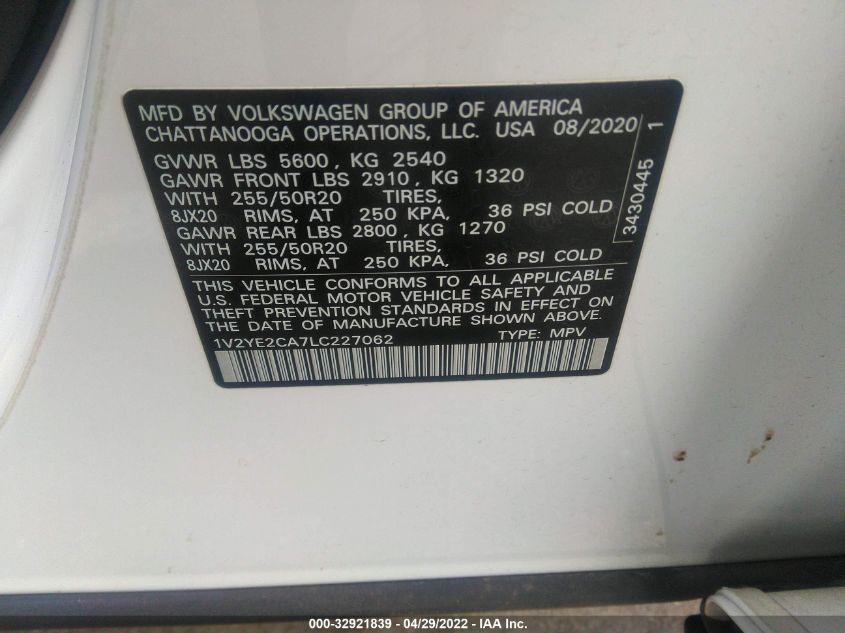 MFD BY VOLKSWAGEN GROUP OF AMERICA
CHATTANOOGA OPERATIONS, LLC. USA 08/2020
GVWR LBS 5600, KG 2540
GAWR FRONT LBS 2910, KG 1320
WITH 255/50R20 TIRES,
8JX20 RIMS, AT 250 KPA, 36 PSI COLD
GAWR REAR LBS 2800, KG 1270
WITH 255/50R20 TIRES,
8JX20 RIMS, AT 250 KPA, 36 PSI COLD
THIS VEHICLE CONFORMS TO ALL APPLICABLE
U.S. FEDERAL MOTOR VEHICLE SAFETY AND
THEFT PREVENTION STANDARDS IN EFFECT ON
THE DATE OF MANUFACTURE SHOWN ABOVE.
1V2YE2CA7LC227062 TYPE: MPV
3430445 1
000-32921839 - 04/29/2022 - IAA Inc.